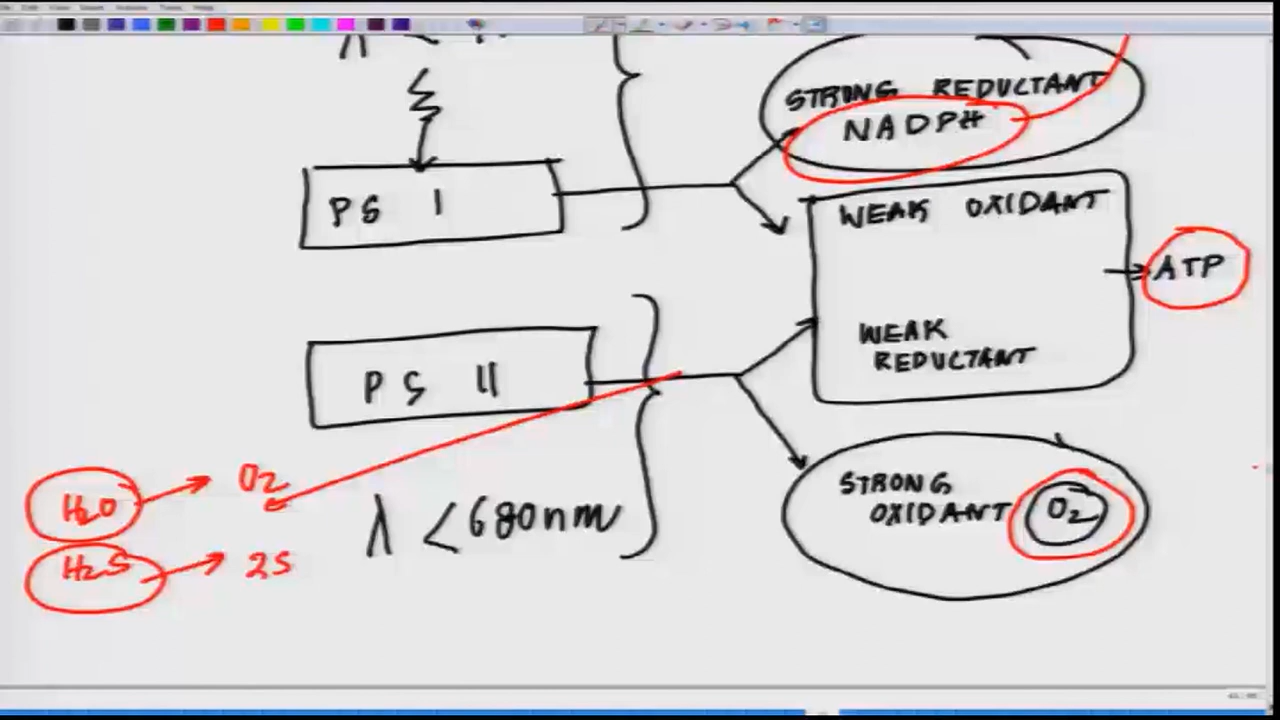 λ <
STRONG REDUCTANT
NADPH
PS I
WEAK OXIDANT
ATP
WEAK
REDUCTANT
PS II
STRONG
OXIDANT O2
H2O → O2
λ < 680nm
H2S → 2S